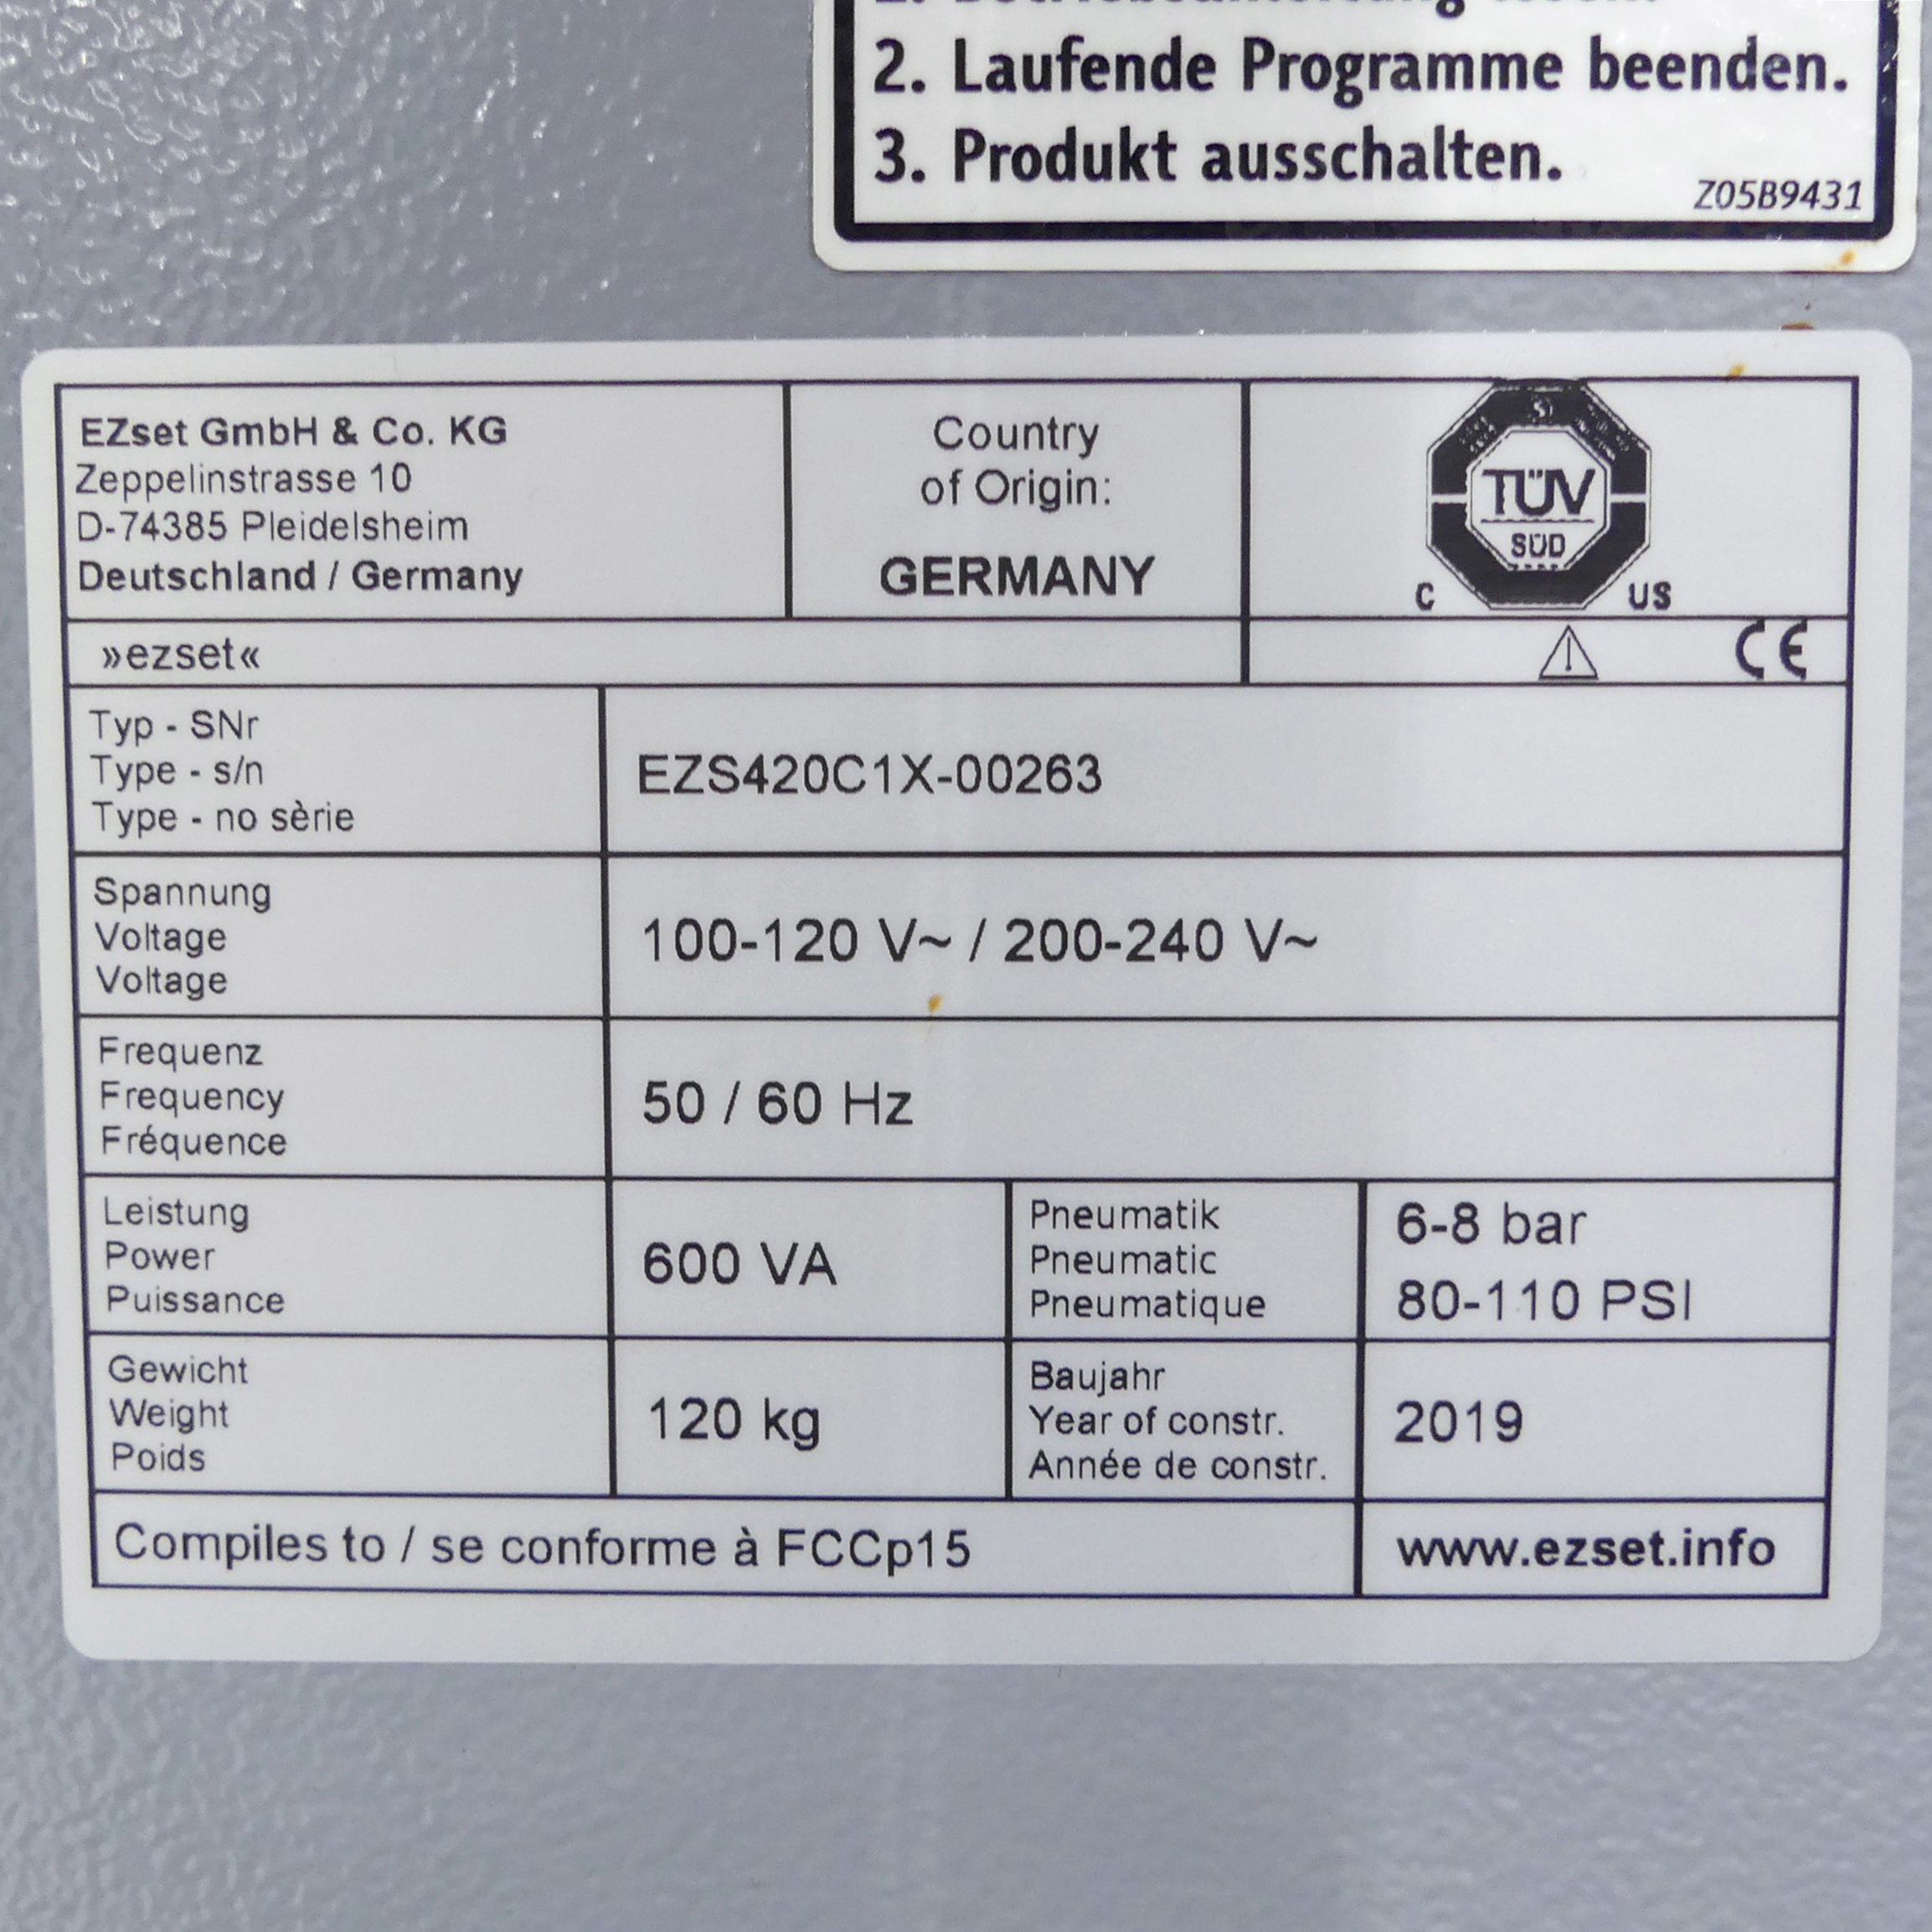 2. Laufende Programme beenden.
3. Produkt ausschalten.
Z05B9431
EZset GmbH & Co. KG
Zeppelinstrasse 10
D-74385 Pleidelsheim
Deutschland / Germany
Country
of Origin:
GERMANY
TÜV
SÜD
C US
»ezset«
CE
Typ - SNr
Type - s/n
Type - no sèrie
EZS420C1X-00263
Spannung
Voltage
Voltage
100-120 V~ / 200-240 V~
Frequenz
Frequency
Fréquence
50 / 60 Hz
Leistung
Power
Puissance
600 VA
Pneumatik
Pneumatic
Pneumatique
6-8 bar
80-110 PSI
Gewicht
Weight
Poids
120 kg
Baujahr
Year of constr.
Année de constr.
2019
Compiles to / se conforme à FCCp15
www.ezset.info